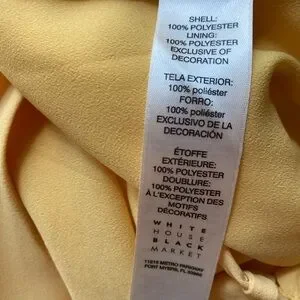 SHELL:
100% POLYESTER
LINING:
100% POLYESTER
EXCLUSIVE OF
DECORATION
TELA EXTERIOR:
100% poliéster
FORRO:
100% poliéster
EXCLUSIVO DE LA
DECORACIÓN
ÉTOFFE
EXTÉRIEURE:
100% POLYESTER
DOUBLURE:
100% POLYESTER
À L'EXCEPTION DES
MOTIFS
DÉCORATIFS
WHITE
HOUSE
BLACK
MARKET
METRO PARKWAY
FORT MYERS, FL